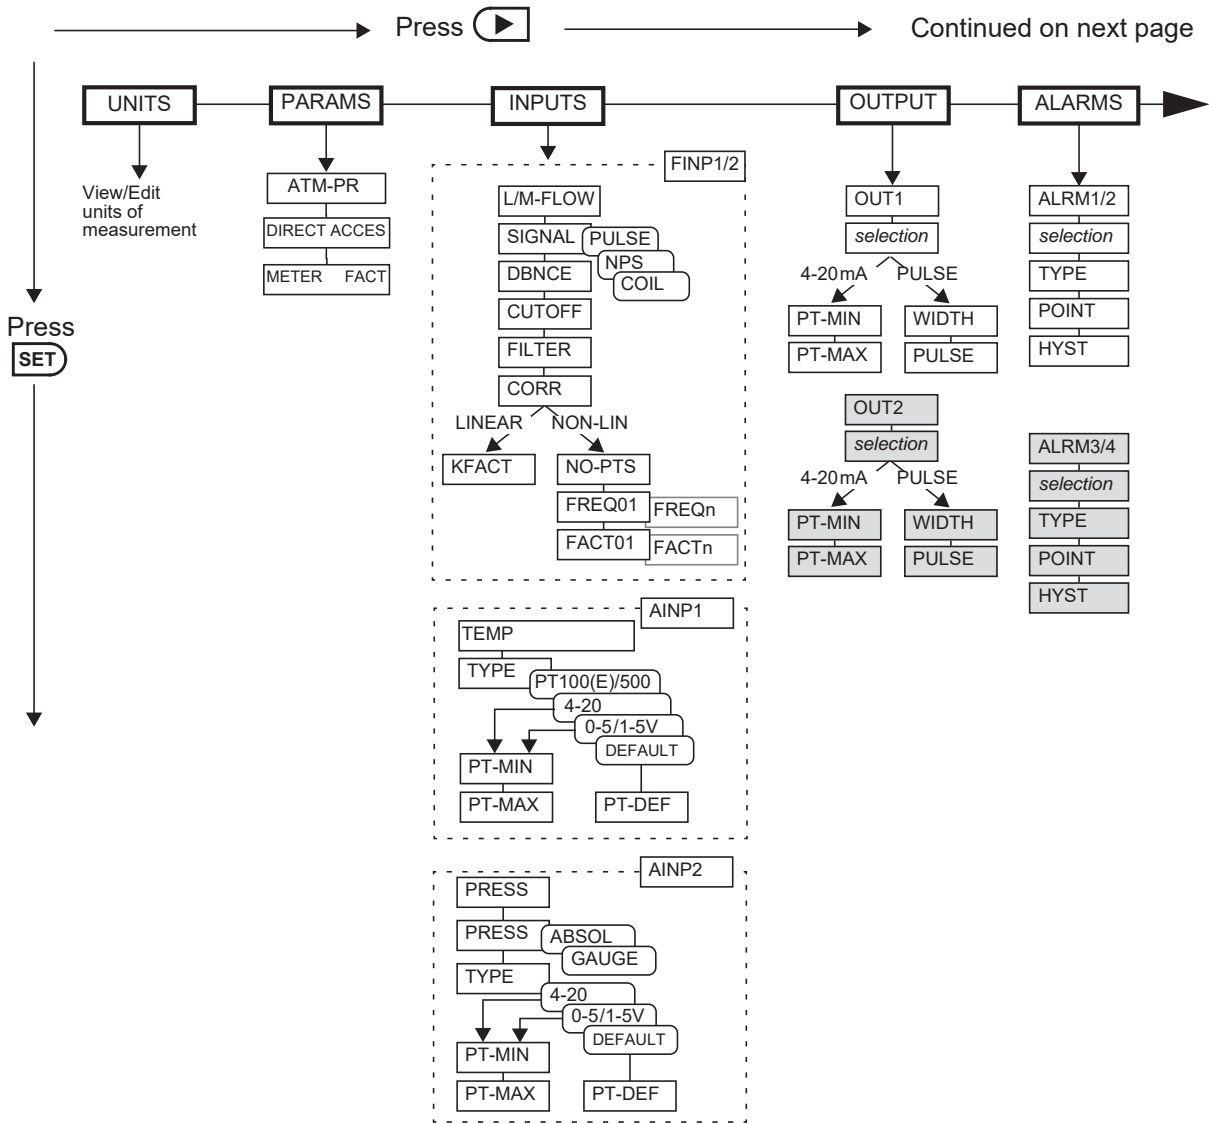 Press
Continued on next page
UNITS
PARAMS
INPUTS
OUTPUT
ALARMS
Press
SET
View/Edit
units of
measurement
ATM-PR
DIRECT ACCES
METER FACT
FINP1/2
L/M-FLOW
SIGNAL
PULSE
NPS
COIL
DBNCE
CUTOFF
FILTER
CORR
LINEAR
NON-LIN
KFACT
NO-PTS
FREQ01
FREQn
FACT01
FACTn
AINP1
TEMP
TYPE
PT100(E)/500
4-20
0-5/1-5V
DEFAULT
PT-MIN
PT-MAX
PT-DEF
AINP2
PRESS
PRESS
ABSOL
GAUGE
TYPE
4-20
0-5/1-5V
DEFAULT
PT-MIN
PT-MAX
PT-DEF
OUT1
selection
4-20mA
PULSE
PT-MIN
WIDTH
PT-MAX
PULSE
OUT2
selection
4-20mA
PULSE
PT-MIN
WIDTH
PT-MAX
PULSE
ALRM1/2
selection
TYPE
POINT
HYST
ALRM3/4
selection
TYPE
POINT
HYST